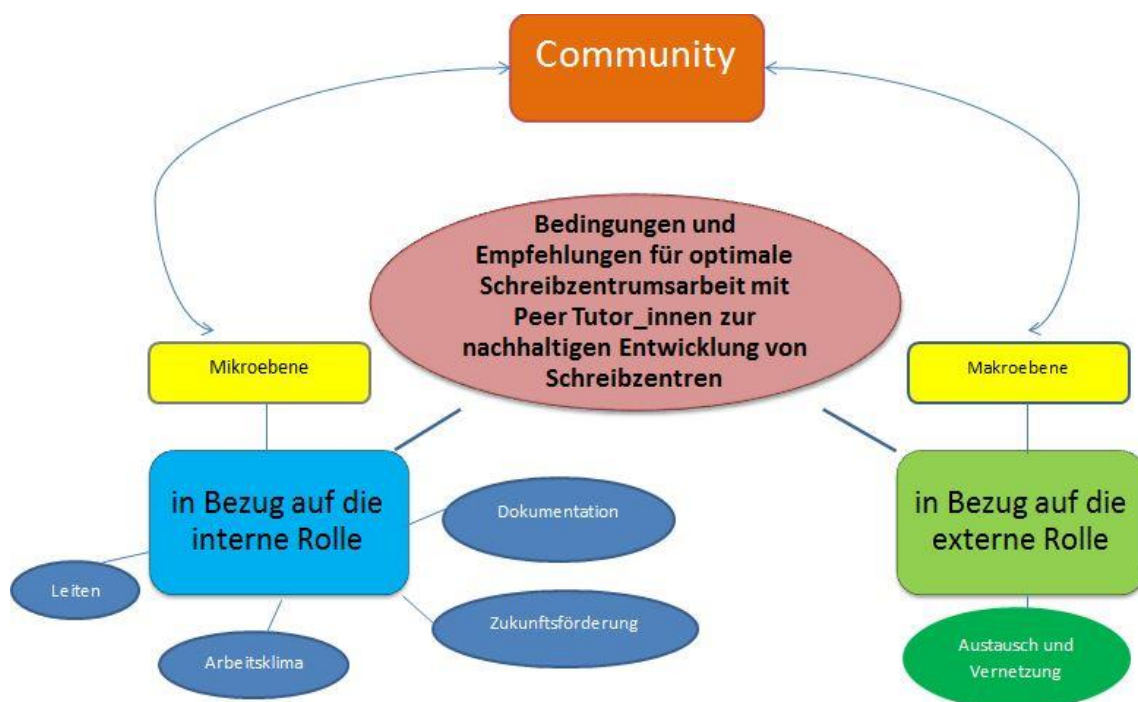 Community
Bedingungen und
Empfehlungen für optimale
Schreibzentrumsarbeit mit
Peer Tutor_innen zur
nachhaltigen Entwicklung von
Schreibzentren
Mikroebene
Makroebene
in Bezug auf die
interne Rolle
in Bezug auf die
externe Rolle
Dokumentation
Leiten
Zukunftsförderung
Arbeitsklima
Austausch und
Vernetzung